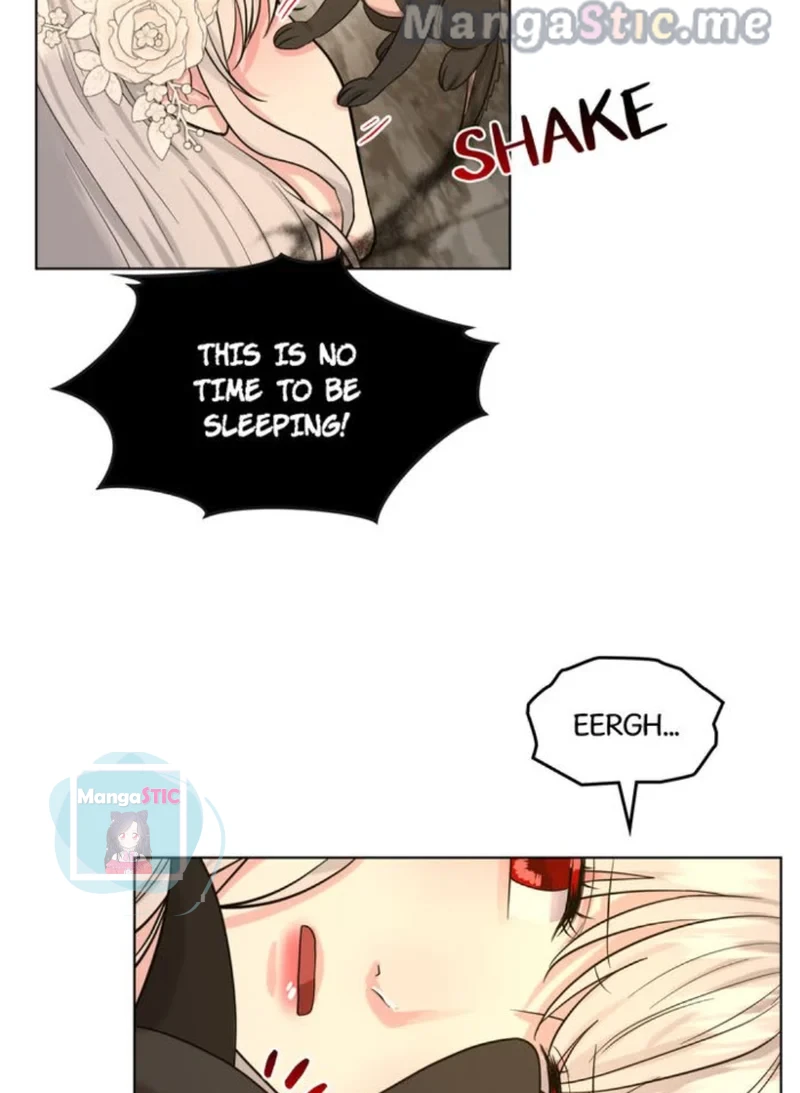 MangaStic.me
SHAKE
THIS IS NO
TIME TO BE
SLEEPING!
EERGH...
MangaSTIC